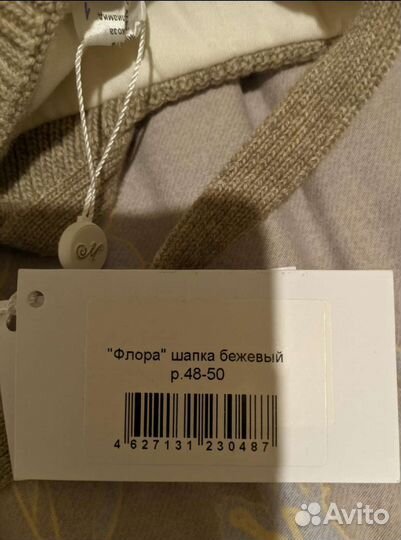 "Флора" шапка бежевый
р.48-50
4 627131 230487
Avito